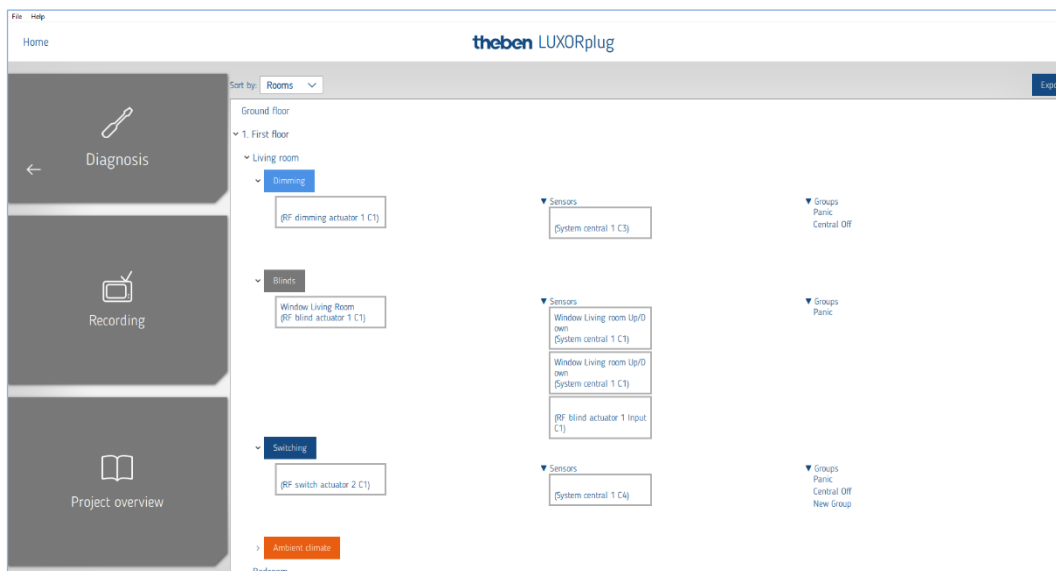 File Help
Home
theben LUXORplug
Sort by: Rooms
Expo
Diagnosis
Recording
Project overview
Ground floor
1. First floor
Living room
Dimming
(RF dimming actuator 1 C1)
Sensors
(System central 1 C3)
Groups
Panic
Central Off
Blinds
Window Living Room
(RF blind actuator 1 C1)
Sensors
Window Living room Up/D
own
(System central 1 C1)
Window Living room Up/D
own
(System central 1 C1)
(RF blind actuator 1 Input
C1)
Groups
Panic
Switching
(RF switch actuator 2 C1)
Sensors
(System central 1 C4)
Groups
Panic
Central Off
New Group
Ambient climate